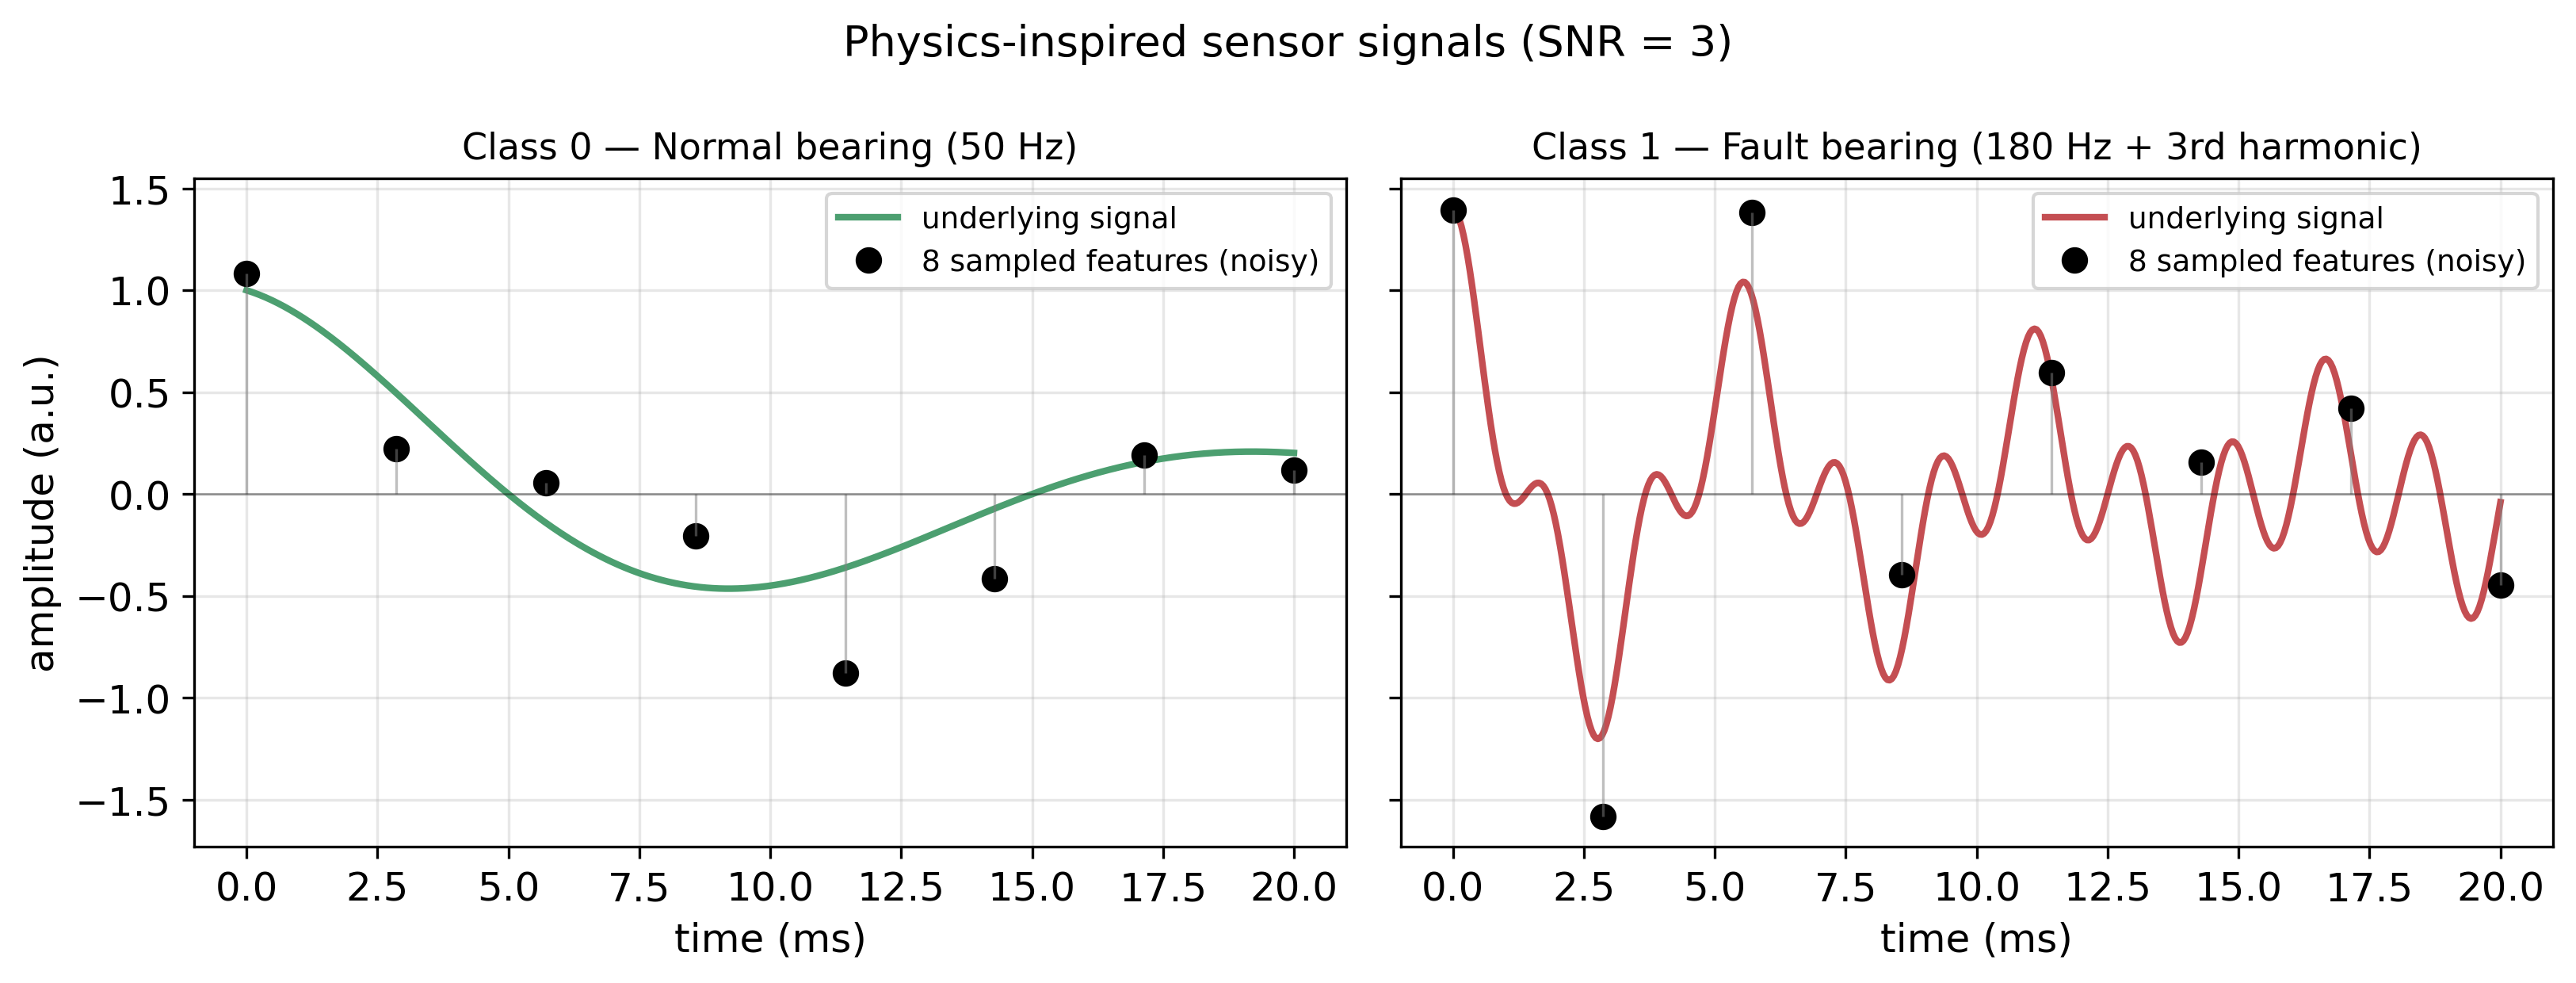 Physics-inspired sensor signals (SNR = 3)
Class 0 — Normal bearing (50 Hz)
underlying signal
8 sampled features (noisy)
1.5
1.0
0.5
0.0
−0.5
−1.0
−1.5
amplitude (a.u.)
0.0 2.5 5.0 7.5 10.0 12.5 15.0 17.5 20.0
time (ms)
Class 1 — Fault bearing (180 Hz + 3rd harmonic)
underlying signal
8 sampled features (noisy)
0.0 2.5 5.0 7.5 10.0 12.5 15.0 17.5 20.0
time (ms)